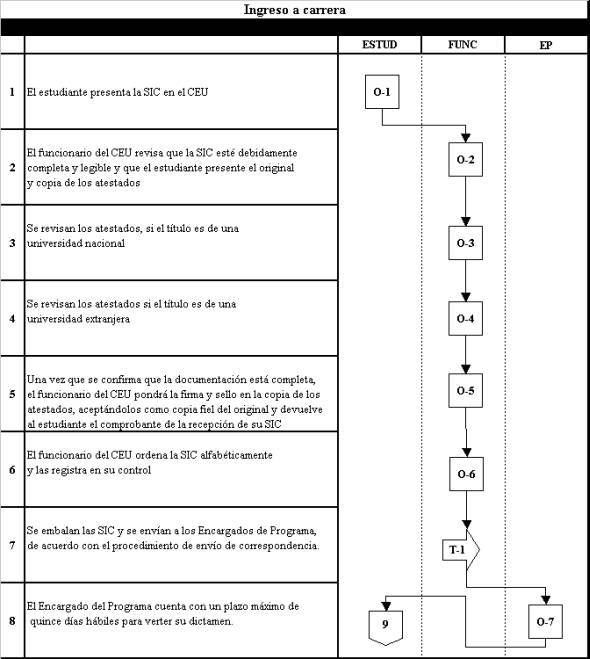 Ingreso a carrera
ESTUD FUNC EP
1 El estudiante presenta la SIC en el CEU
O-1
2 El funcionario del CEU revisa que la SIC esté debidamente
completa y legible y que el estudiante presente el original
y copia de los atestados
O-2
3 Se revisan los atestados, si el título es de una
universidad nacional
O-3
4 Se revisan los atestados si el título es de una
universidad extranjera
O-4
5 Una vez que se confirma que la documentación está completa,
el funcionario del CEU pondrá la firma y sello en la copia de los
atestados, aceptándolos como copia fiel del original y devuelve
al estudiante el comprobante de la recepción de su SIC
O-5
6 El funcionario del CEU ordena la SIC alfabéticamente
y las registra en su control
O-6
7 Se embalan las SIC y se envían a los Encargados de Programa,
de acuerdo con el procedimiento de envío de correspondencia.
T-1
8 El Encargado del Programa cuenta con un plazo máximo de
quince días hábiles para verter su dictamen.
9 O-7